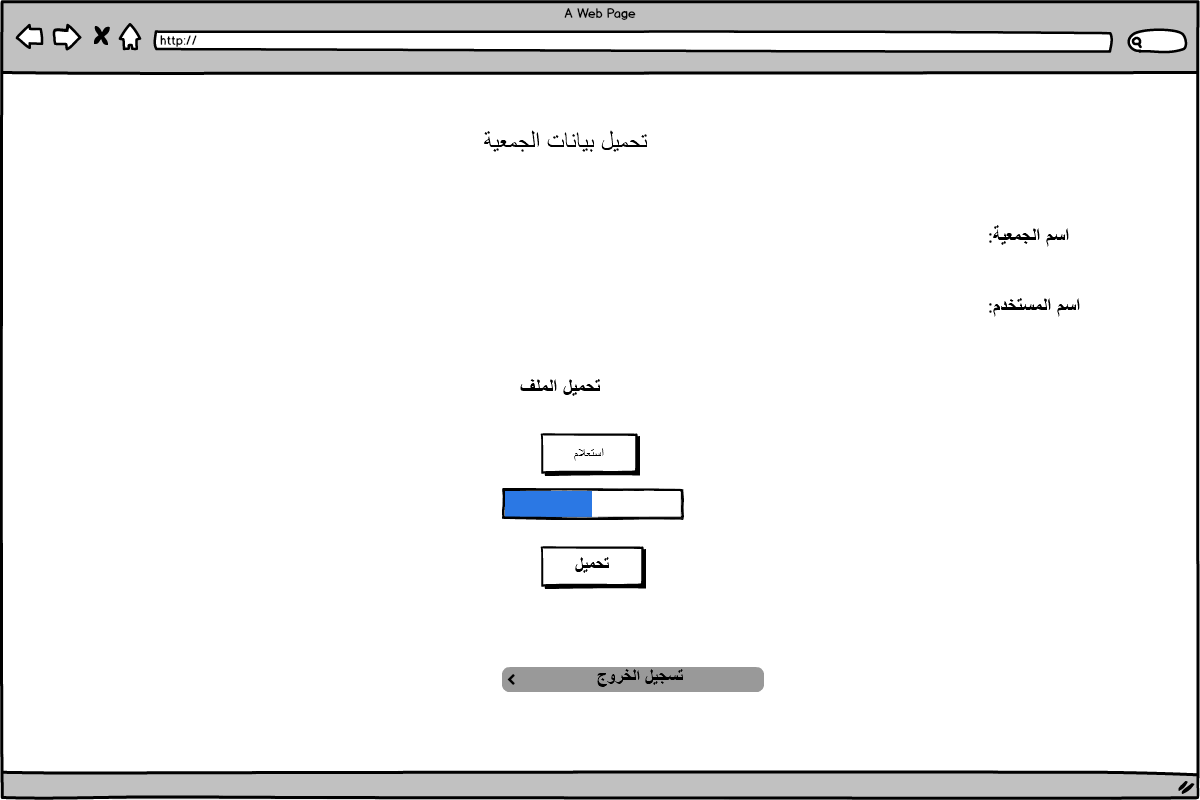 A Web Page
http://
تحميل بيانات الجمعية
اسم الجمعية:
اسم المستخدم:
تحميل الملف
استعلام
تحميل
تسجيل الخروج